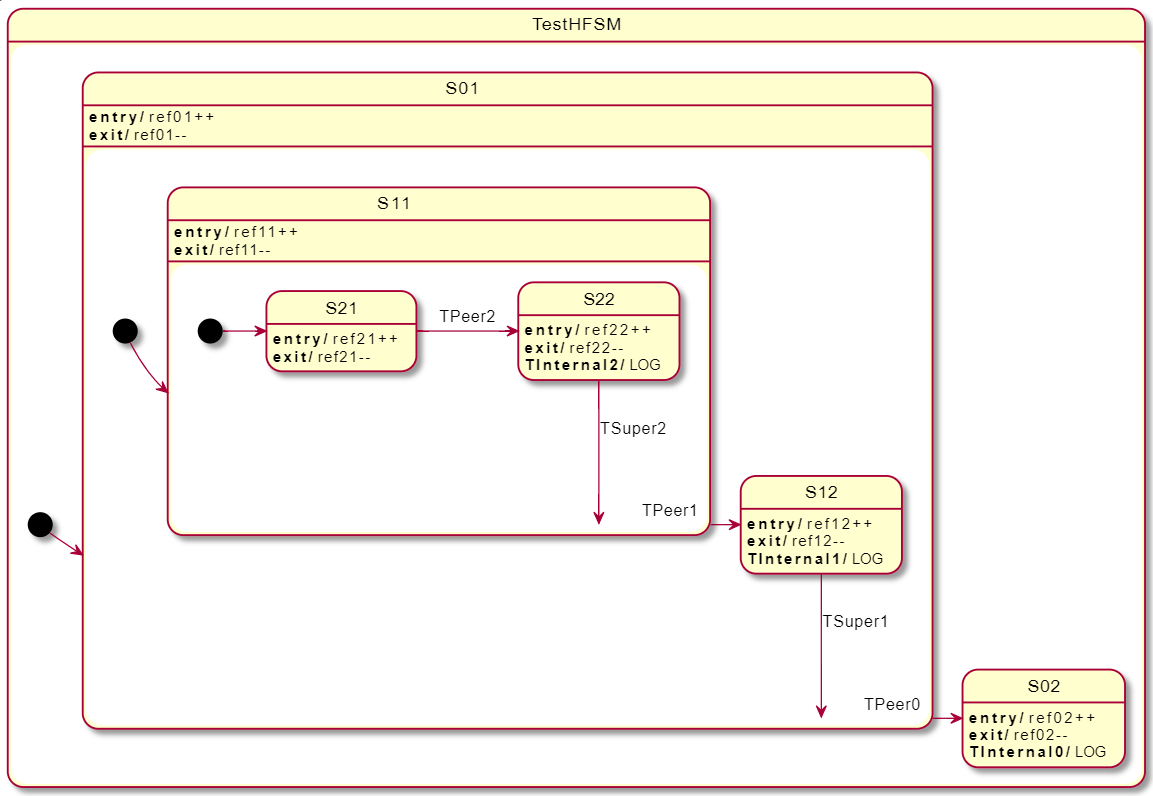 TestHFSM
S01
entry/ ref01++
exit/ ref01--
S11
entry/ ref11++
exit/ ref11--
S21
entry/ ref21++
exit/ ref21--
TPeer2
S22
entry/ ref22++
exit/ ref22--
TInternal2/ LOG
TSuper2
TPeer1
S12
entry/ ref12++
exit/ ref12--
TInternal1/ LOG
TSuper1
TPeer0
S02
entry/ ref02++
exit/ ref02--
TInternal0/ LOG